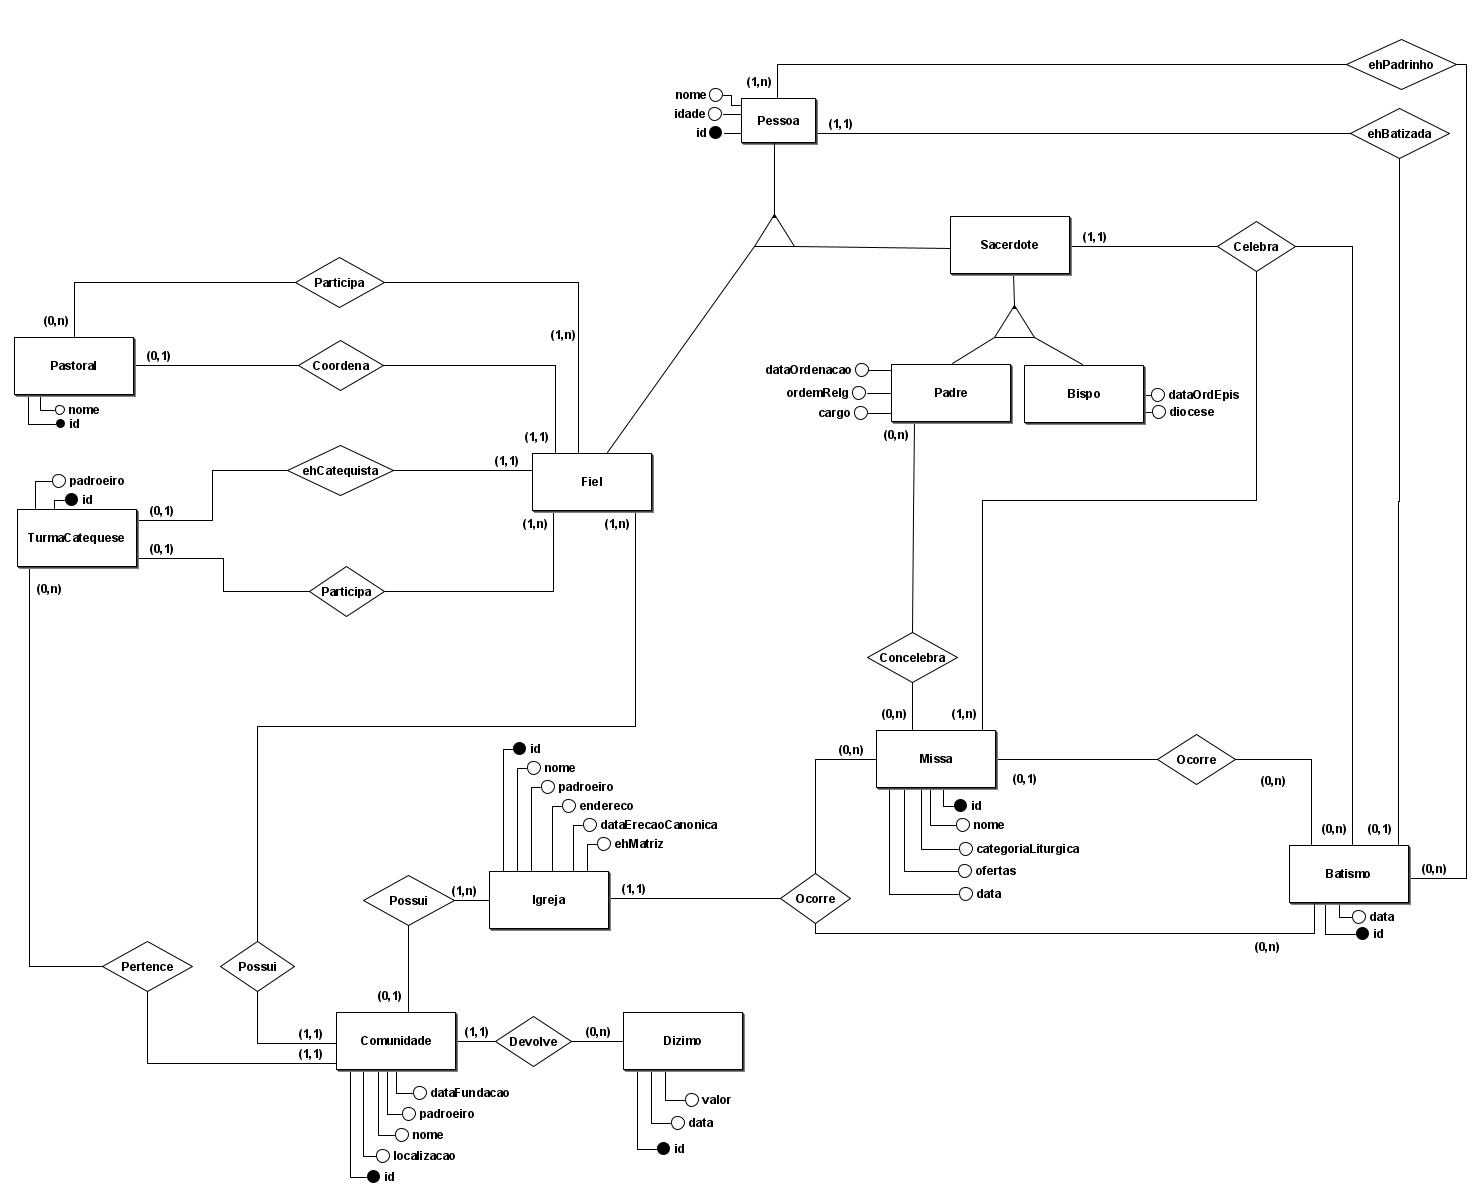 ehPadrinho
(1,n)
nome
idade
id
Pessoa
(1,1)
ehBatizada
Sacerdote
(1,1)
Celebra
Participa
(0,n)
(1,n)
Pastoral
(0,1)
Coordena
nome
id
(1,1)
dataOrdenacao
ordemRelg
cargo
Padre
Bispo
dataOrdEpis
diocese
(0,n)
padroeiro
id
ehCatequista
(1,1)
Fiel
(0,1)
TurmaCatequese
(1,n)
(1,n)
(0,1)
(0,n)
Participa
Concelebra
(0,n)
(1,n)
(0,n)
Missa
(0,1)
Ocorre
(0,n)
id
nome
padroeiro
endereco
dataErecaoCanonica
ehMatriz
id
nome
categoriaLiturgica
ofertas
data
(0,n)
(0,1)
Batismo
(0,n)
data
id
(0,n)
Possui
(1,n)
Igreja
(1,1)
Ocorre
Pertence
Possui
(0,1)
(1,1)
(1,1)
Comunidade
(1,1)
Devolve
(0,n)
Dizimo
dataFundacao
padroeiro
nome
localizacao
id
valor
data
id